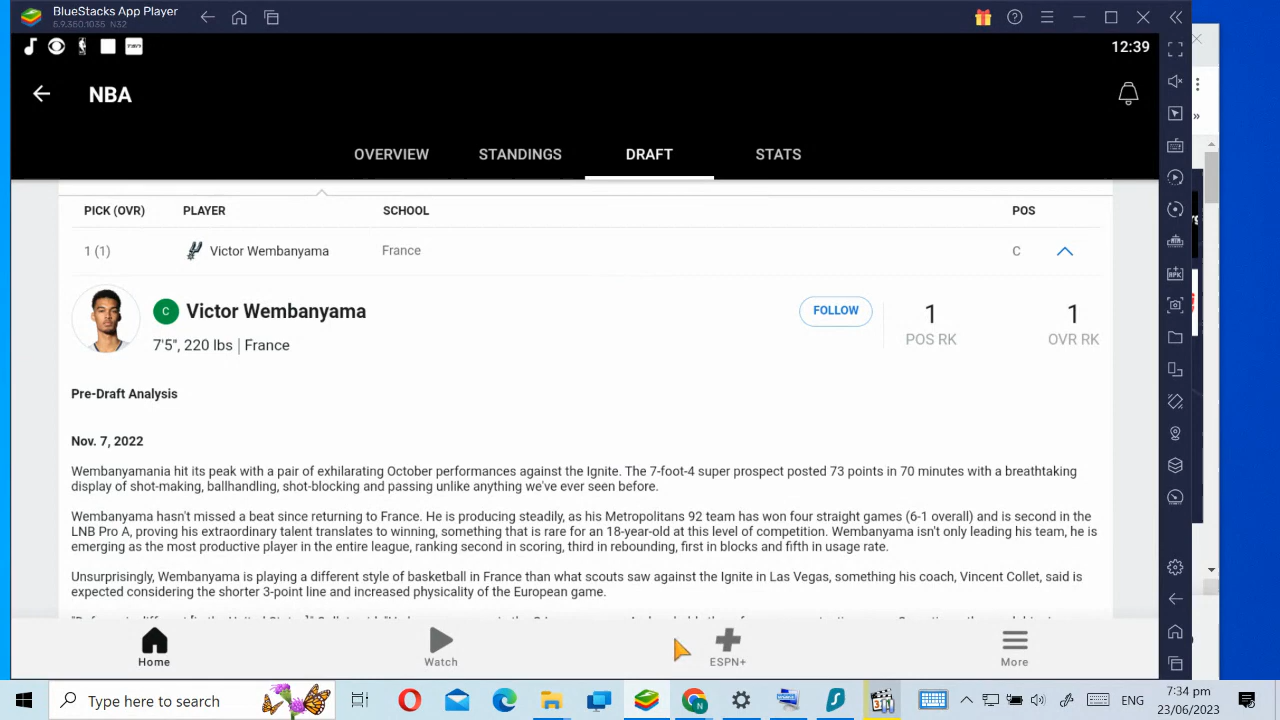 BlueStacks App Player
5.9.350.1035 N32
12:39
NBA
OVERVIEW STANDINGS DRAFT STATS
PICK (OVR) PLAYER SCHOOL POS
1 (1) Victor Wembanyama France C
C Victor Wembanyama FOLLOW 1 1
7'5", 220 lbs | France POS RK OVR RK
Pre-Draft Analysis
Nov. 7, 2022
Wembanyamania hit its peak with a pair of exhilarating October performances against the Ignite. The 7-foot-4 super prospect posted 73 points in 70 minutes with a breathtaking
display of shot-making, ballhandling, shot-blocking and passing unlike anything we've ever seen before.
Wembanyama hasn't missed a beat since returning to France. He is producing steadily, as his Metropolitans 92 team has won four straight games (6-1 overall) and is second in the
LNB Pro A, proving his extraordinary talent translates to winning, something that is rare for an 18-year-old at this level of competition. Wembanyama isn't only leading his team, he is
emerging as the most productive player in the entire league, ranking second in scoring, third in rebounding, first in blocks and fifth in usage rate.
Unsurprisingly, Wembanyama is playing a different style of basketball in France than what scouts saw against the Ignite in Las Vegas, something his coach, Vincent Collet, said is
expected considering the shorter 3-point line and increased physicality of the European game.
Home Watch ESPN+ More
Type here to search
ENG
7:34 pm
23/06/2023